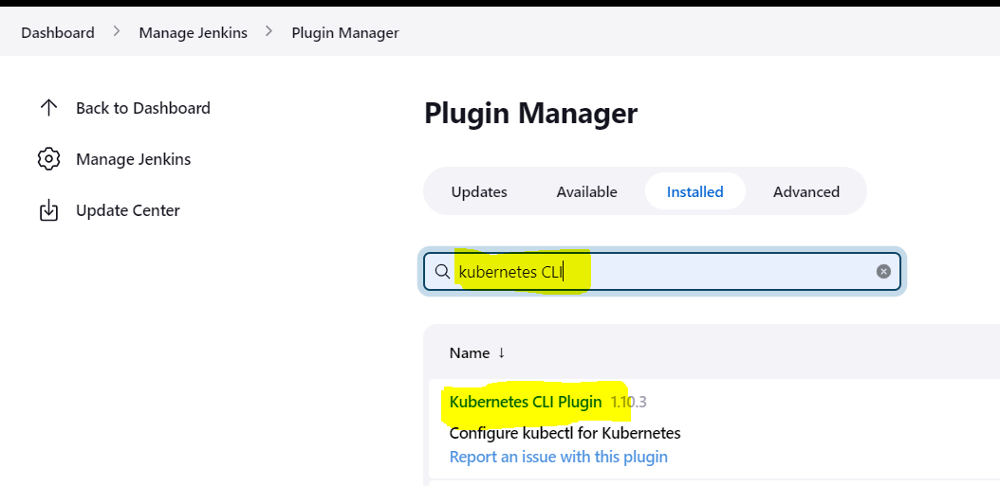 Dashboard > Manage Jenkins > Plugin Manager
Back to Dashboard
Manage Jenkins
Update Center
Plugin Manager
Updates Available Installed Advanced
kubernetes CLI
Name ↓
Kubernetes CLI Plugin 1.10.3
Configure kubectl for Kubernetes
Report an issue with this plugin